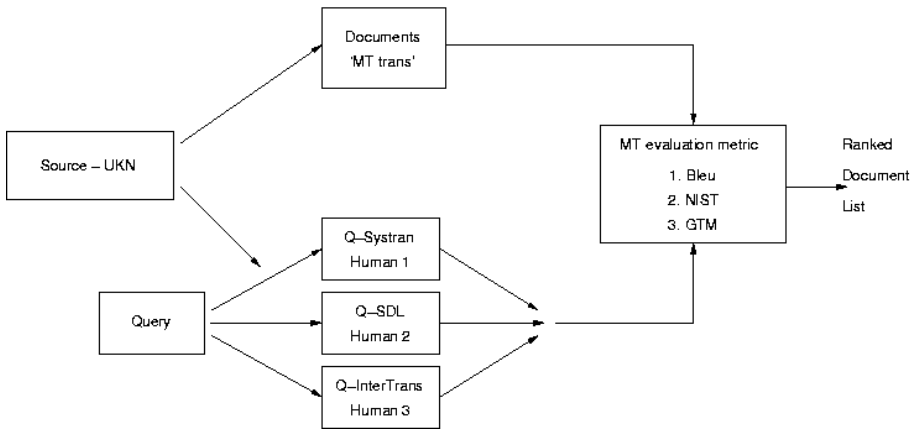 Documents
'MT trans'
Source – UKN
MT evaluation metric
1. Bleu
2. NIST
3. GTM
Ranked
Document
List
Q–Systran
Human 1
Query
Q–SDL
Human 2
Q–InterTrans
Human 3